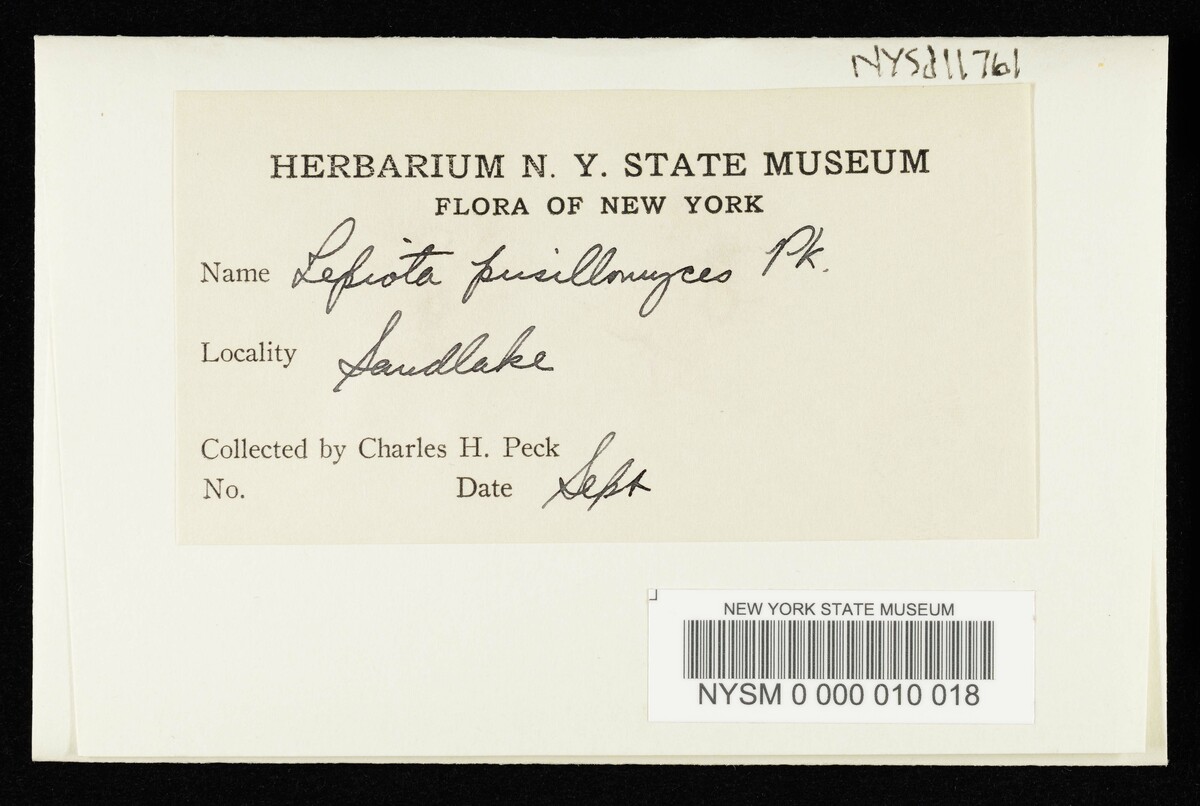 HERBARIUM N. Y. STATE MUSEUM
FLORA OF NEW YORK
Name Lepiota pusillomyces Pk.
Locality Sandlake
Collected by Charles H. Peck
No. Date Sept
NEW YORK STATE MUSEUM
NYSM 0 000 010 018